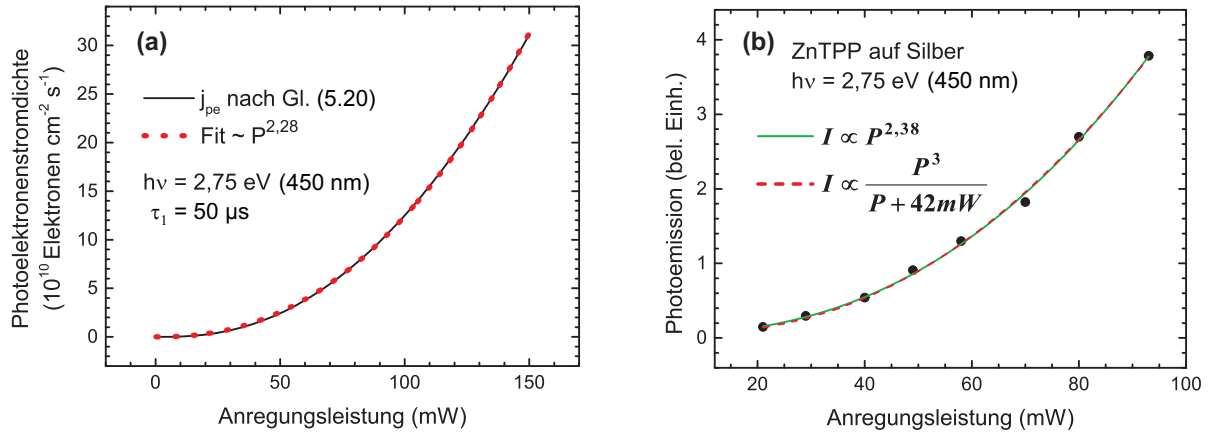 (a)
Photoelektronenstromdichte
(10^10 Elektronen cm^-2 s^-1)
30
25
20
15
10
5
0
j_pe nach Gl. (5.20)
Fit ~ P^2,28
hν = 2,75 eV (450 nm)
τ_1 = 50 µs
0 50 100 150
Anregungsleistung (mW)
(b)
Photoemission (bel. Einh.)
4
3
2
1
0
ZnTPP auf Silber
hν = 2,75 eV (450 nm)
I ∝ P^2,38
I ∝ P^3 / (P + 42mW)
20 40 60 80 100
Anregungsleistung (mW)